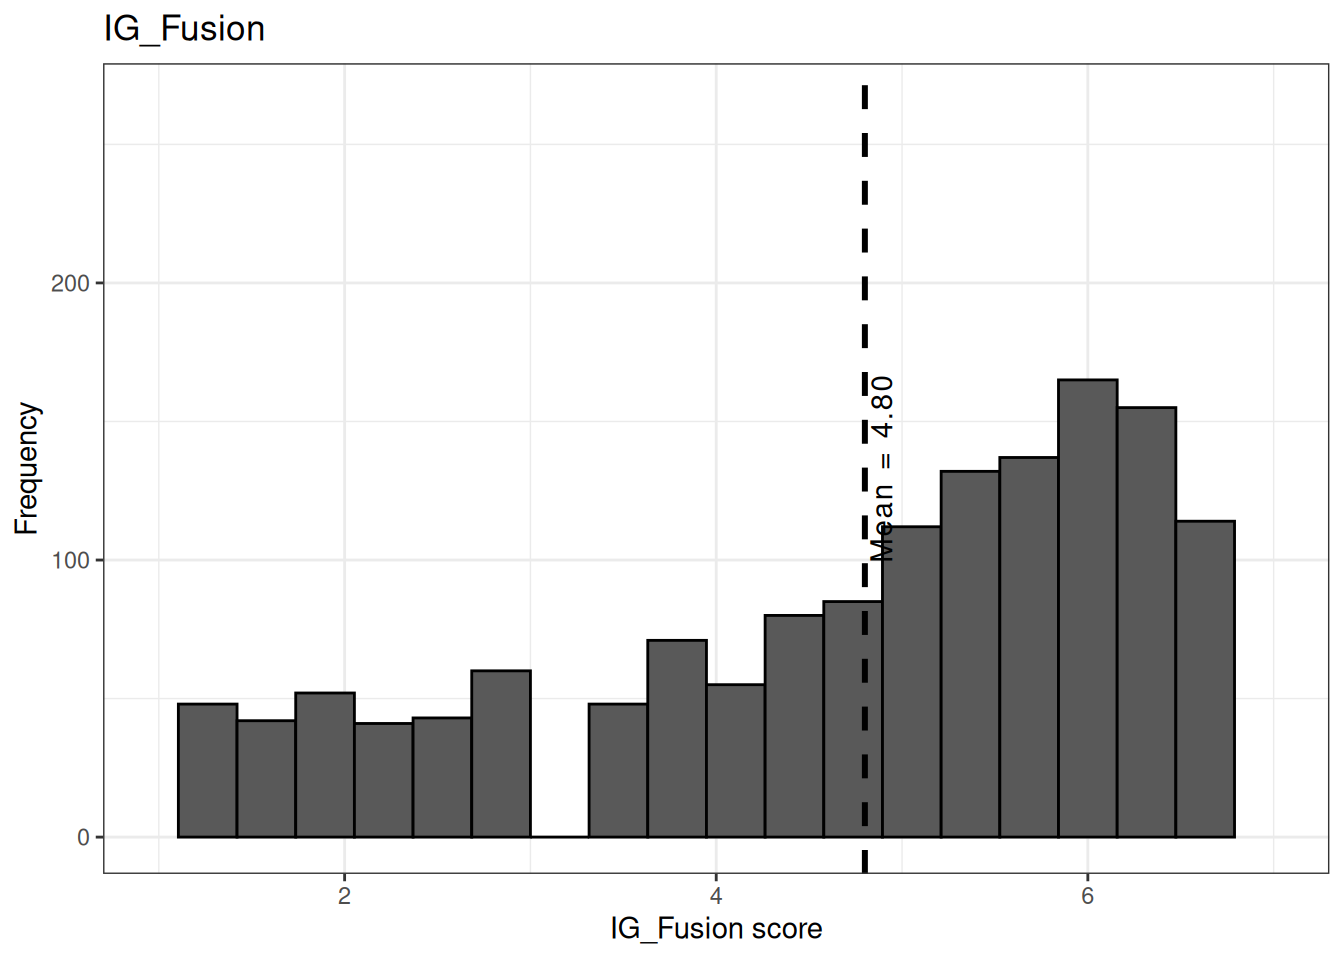 IG_Fusion
Frequency
200
100
0
Mean = 4.80
2 4 6
IG_Fusion score